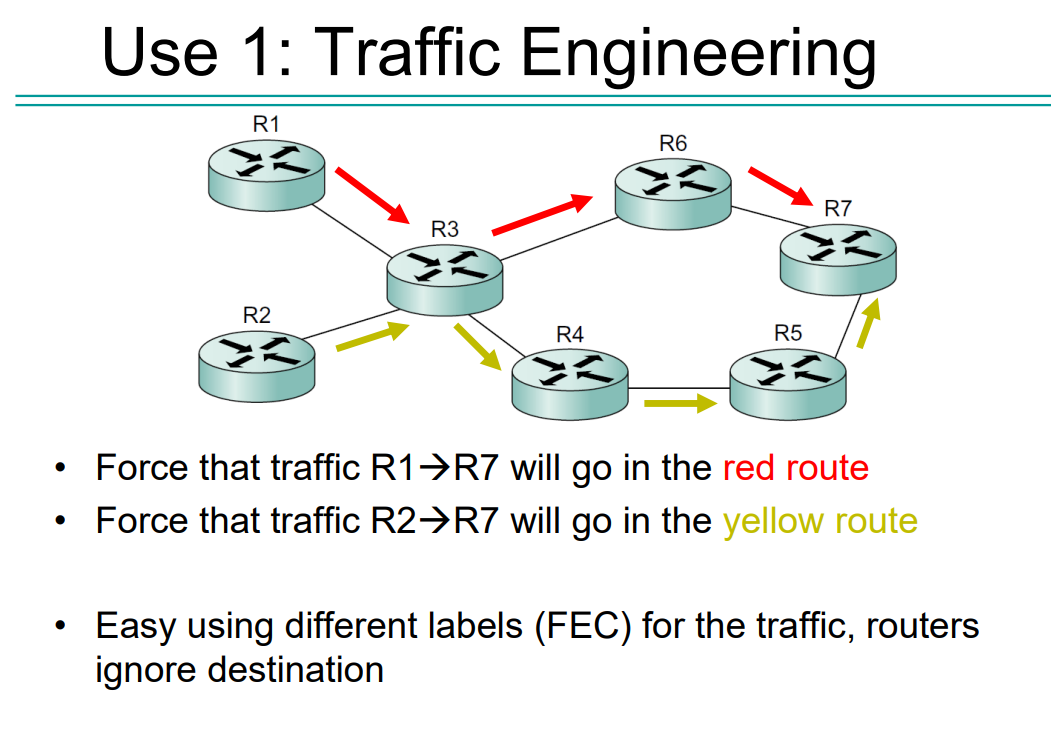 Use 1: Traffic Engineering
R1
R6
R7
R3
R2
R4
R5
• Force that traffic R1→R7 will go in the red route
• Force that traffic R2→R7 will go in the yellow route
• Easy using different labels (FEC) for the traffic, routers
ignore destination